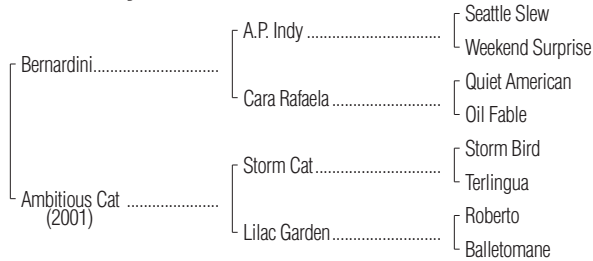 Seattle Slew
A.P. Indy ..............................
Weekend Surprise
Bernardini............................
Quiet American
Cara Rafaela ........................
Oil Fable
Storm Bird
Storm Cat............................
Terlingua
Ambitious Cat .....................
(2001)
Roberto
Lilac Garden........................
Balletomane